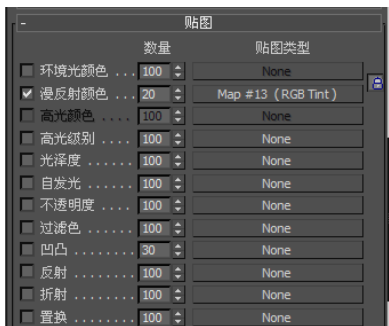 - 贴图
数量 贴图类型
环境光颜色 ... 100 None
漫反射颜色 ... 20 Map #13 (RGB Tint)
高光颜色 .... 100 None
高光级别 .... 100 None
光泽度 ...... 100 None
自发光 ...... 100 None
不透明度 .... 100 None
过滤色 ...... 100 None
凹凸 ........ 30 None
反射 ........ 100 None
折射 ........ 100 None
置换 ........ 100 None